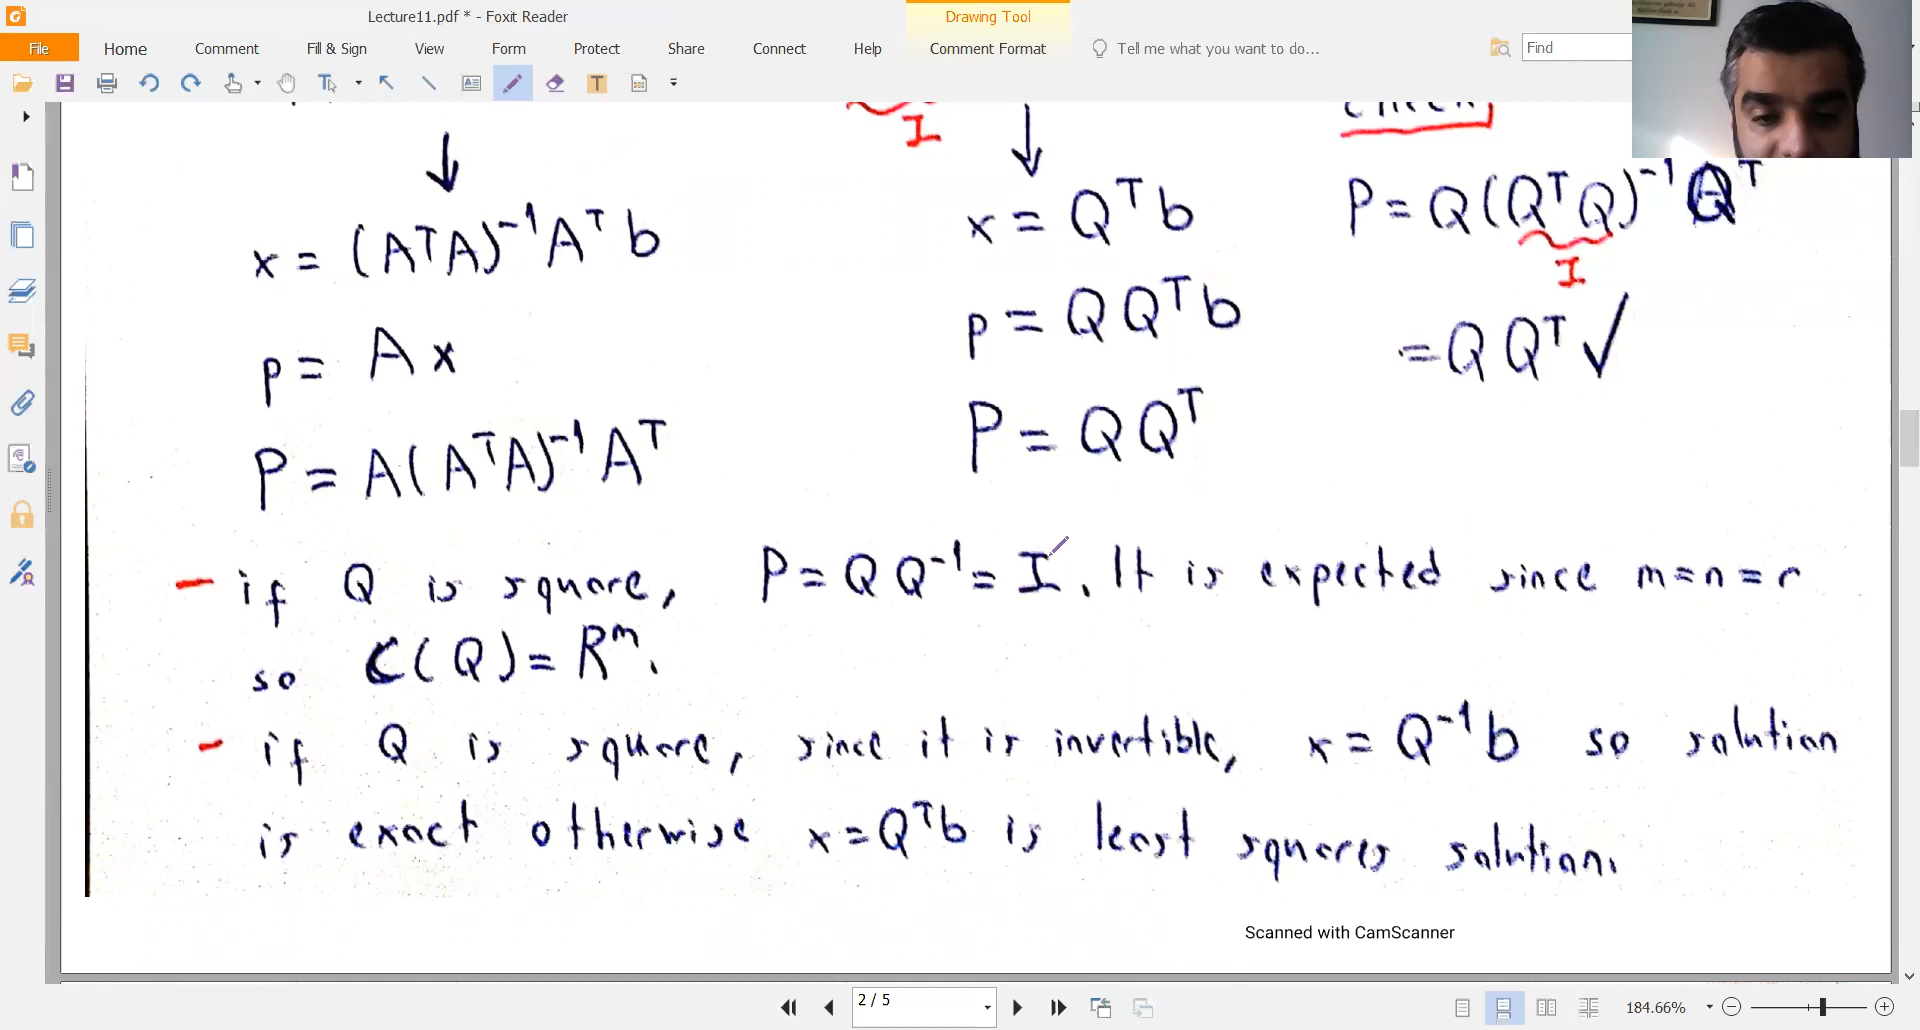 Lecture11.pdf * - Foxit Reader
Drawing Tool
File Home Comment Fill & Sign View Form Protect Share Connect Help Comment Format Tell me what you want to do... Find
I
check
x = (AᵀA)⁻¹Aᵀb
p = Ax
P = A(AᵀA)⁻¹Aᵀ
x = Qᵀb
p = QQᵀb
P = QQᵀ
P = Q(QᵀQ)⁻¹Qᵀ
I
= QQᵀ ✓
– if Q is square, P = QQ⁻¹ = I. It is expected since m=n=r
so C(Q) = Rᵐ.
– if Q is square, since it is invertible, x = Q⁻¹b so solution
is exact otherwise x = Qᵀb is least squares solution.
Scanned with CamScanner
2 / 5
184.66%